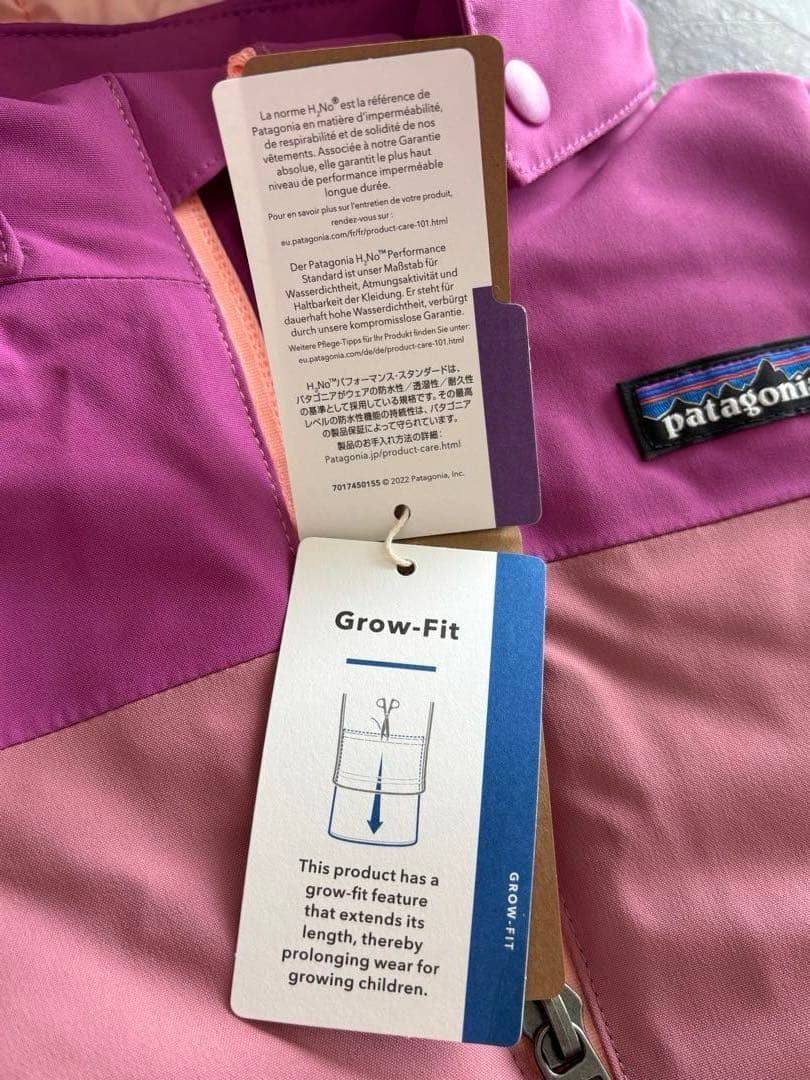 La norme H₂No® est la référence de
Patagonia en matière d'imperméabilité,
de respirabilité et de solidité de nos
vêtements. Associée à notre Garantie
absolue, elle garantit le plus haut
niveau de performance imperméable
longue durée.
Pour en savoir plus sur l'entretien de votre produit,
rendez-vous sur :
eu.patagonia.com/fr/fr/product-care-101.html
Der Patagonia H₂No™ Performance
Standard ist unser Maßstab für
Wasserdichtheit, Atmungsaktivität und
Haltbarkeit der Kleidung. Er steht für
dauerhaft hohe Wasserdichtheit, verbürgt
durch unsere kompromisslose Garantie.
Weitere Pflege-Tipps für Ihr Produkt finden Sie unter:
eu.patagonia.com/de/de/product-care-101.html
H₂No™パフォーマンス・スタンダードは、
パタゴニアがウェアの防水性／透湿性／耐久性
の基準として採用している規格です。その最高
レベルの防水性機能の持続性は、パタゴニア
の製品保証によって守られています。
製品のお手入れ方法の詳細：
Patagonia.jp/product-care.html
7017450155 © 2022 Patagonia, Inc.
patagoni
Grow-Fit
This product has a
grow-fit feature
that extends its
length, thereby
prolonging wear for
growing children.
GROW-FIT